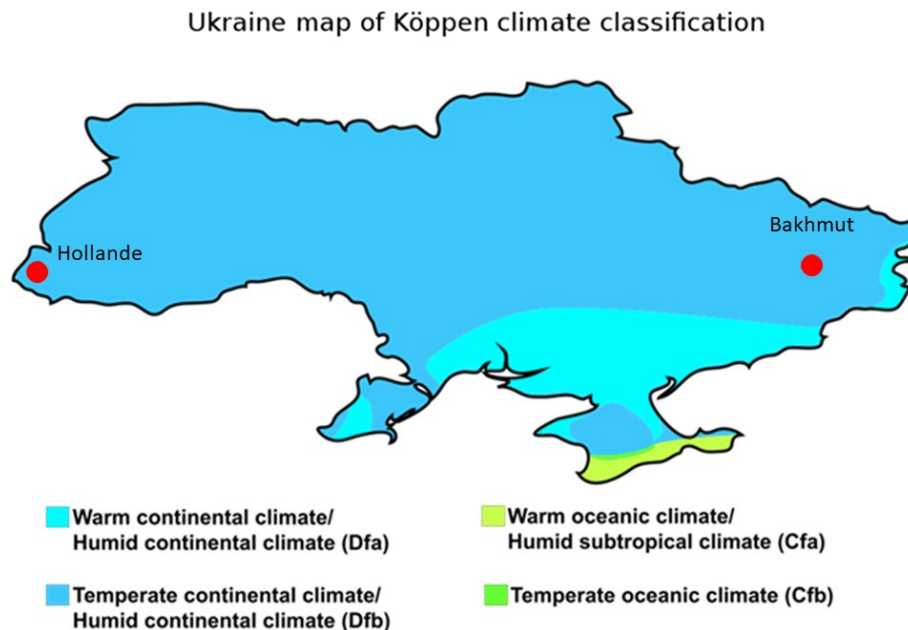 Ukraine map of Köppen climate classification
Bakhmut
Hollande
Warm continental climate/
Humid continental climate (Dfa)
Warm oceanic climate/
Humid subtropical climate (Cfa)
Temperate continental climate/
Humid continental climate (Dfb)
Temperate oceanic climate (Cfb)